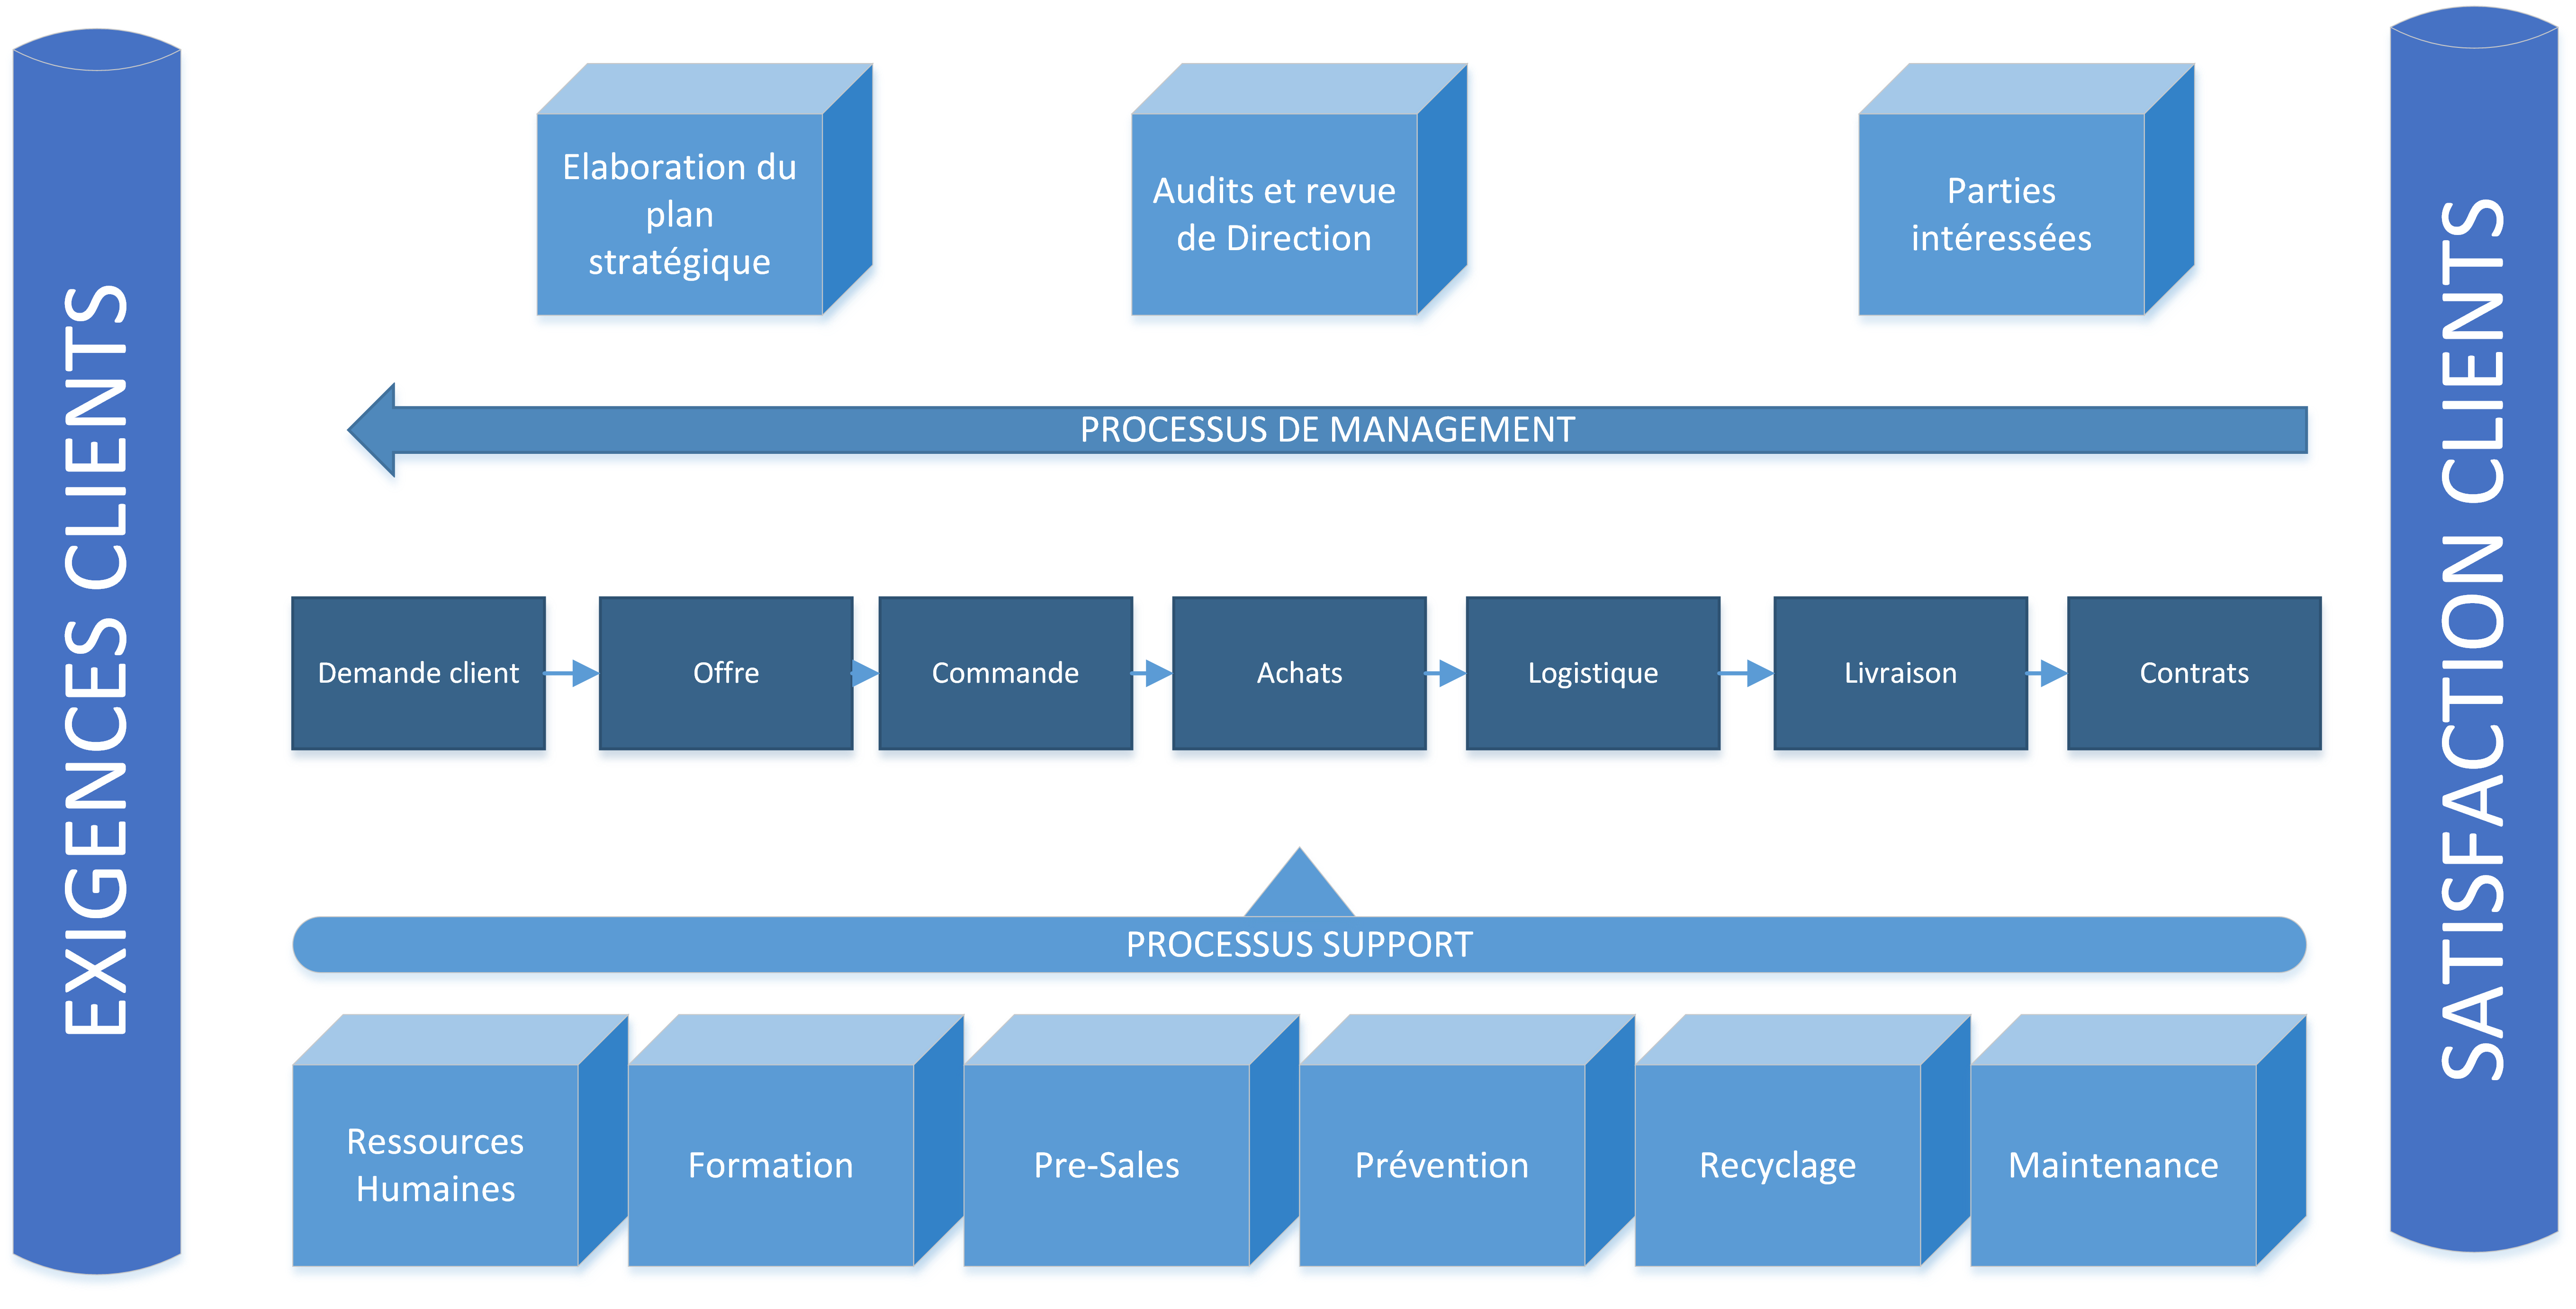 EXIGENCES CLIENTS
Elaboration du
plan
stratégique
Audits et revue
de Direction
Parties
intéressées
PROCESSUS DE MANAGEMENT
Demande client
Offre
Commande
Achats
Logistique
Livraison
Contrats
PROCESSUS SUPPORT
Ressources
Humaines
Formation
Pre-Sales
Prévention
Recyclage
Maintenance
SATISFACTION CLIENTS